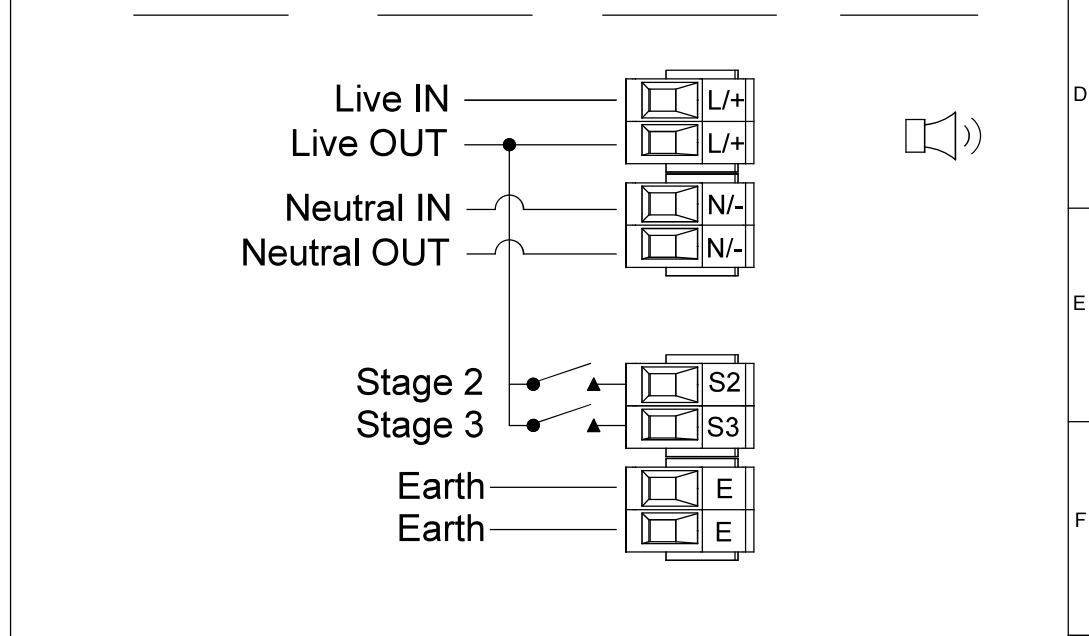 Live IN L/+
Live OUT L/+
Neutral IN N/-
Neutral OUT N/-
Stage 2 S2
Stage 3 S3
Earth E
Earth E
D
E
F